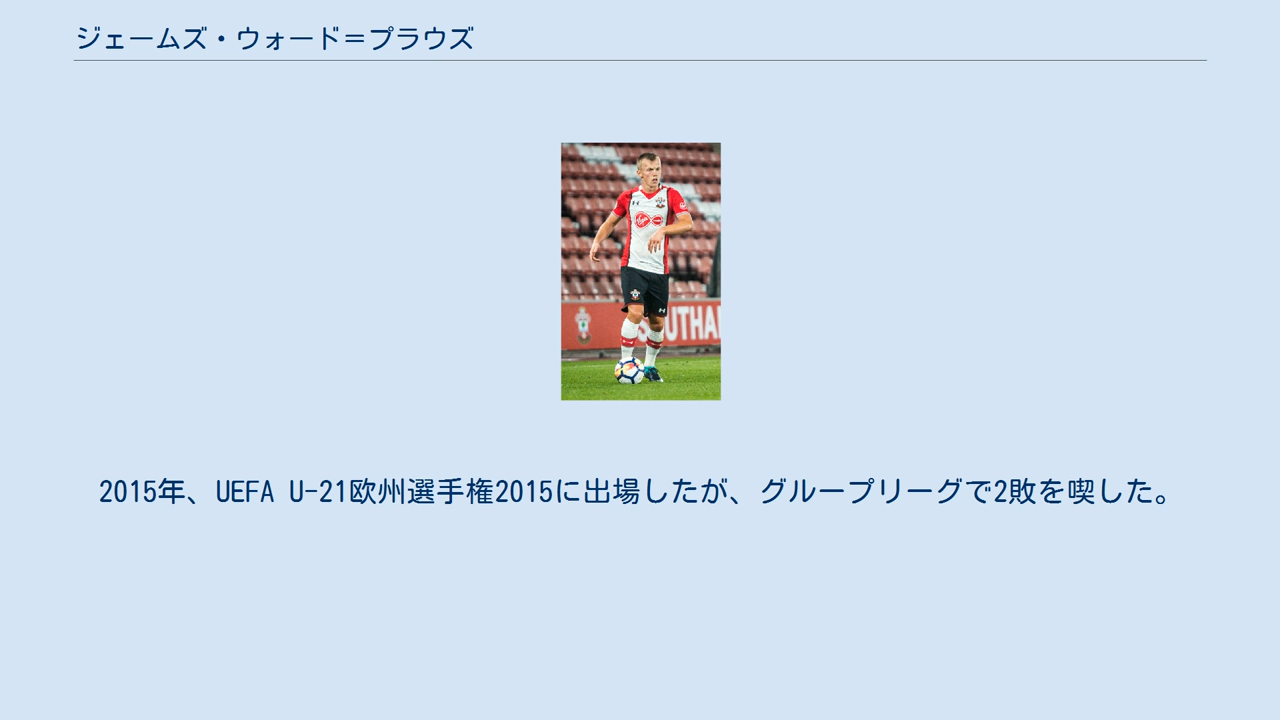 ジェームズ・ウォード＝プラウズ
UTHA
2015年、UEFA U-21欧州選手権2015に出場したが、グループリーグで2敗を喫した。